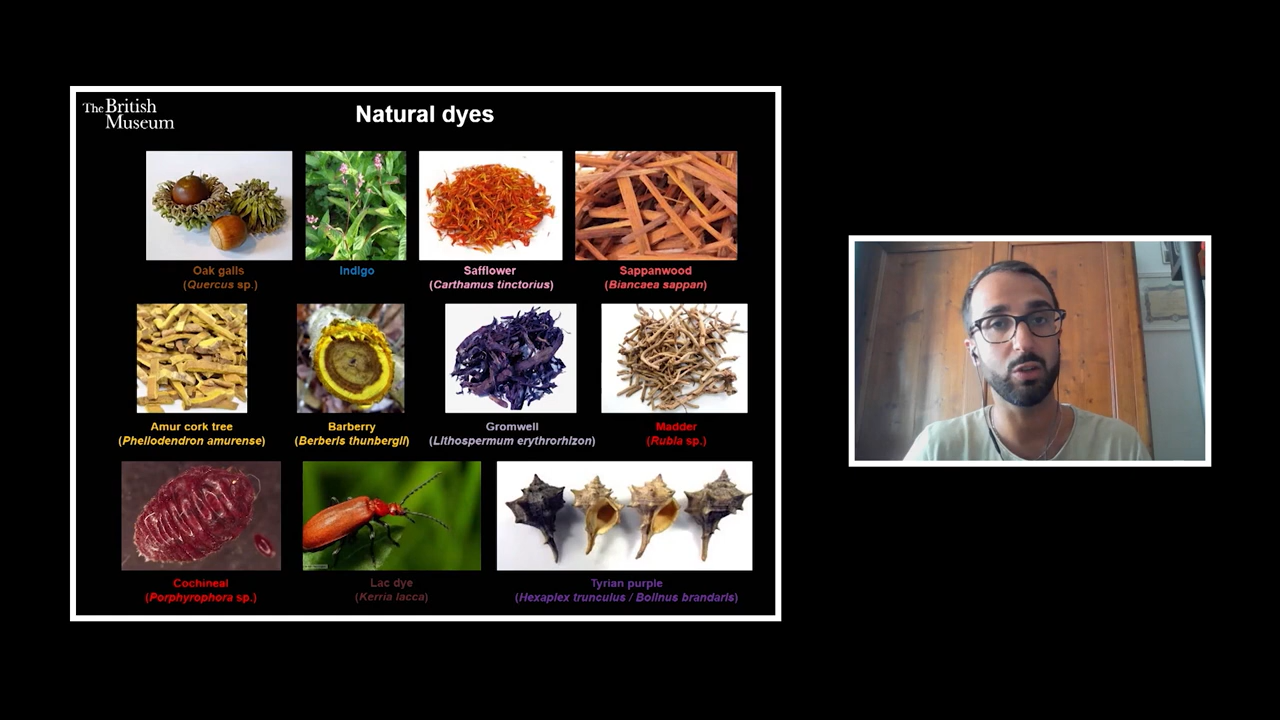 The British
Museum
Natural dyes
Oak galls
(Quercus sp.)
Indigo
Safflower
(Carthamus tinctorius)
Sappanwood
(Biancaea sappan)
Amur cork tree
(Phellodendron amurense)
Barberry
(Berberis thunbergii)
Gromwell
(Lithospermum erythrorhizon)
Madder
(Rubia sp.)
Cochineal
(Porphyrophora sp.)
Lac dye
(Kerria lacca)
Tyrian purple
(Hexaplex trunculus / Bolinus brandaris)